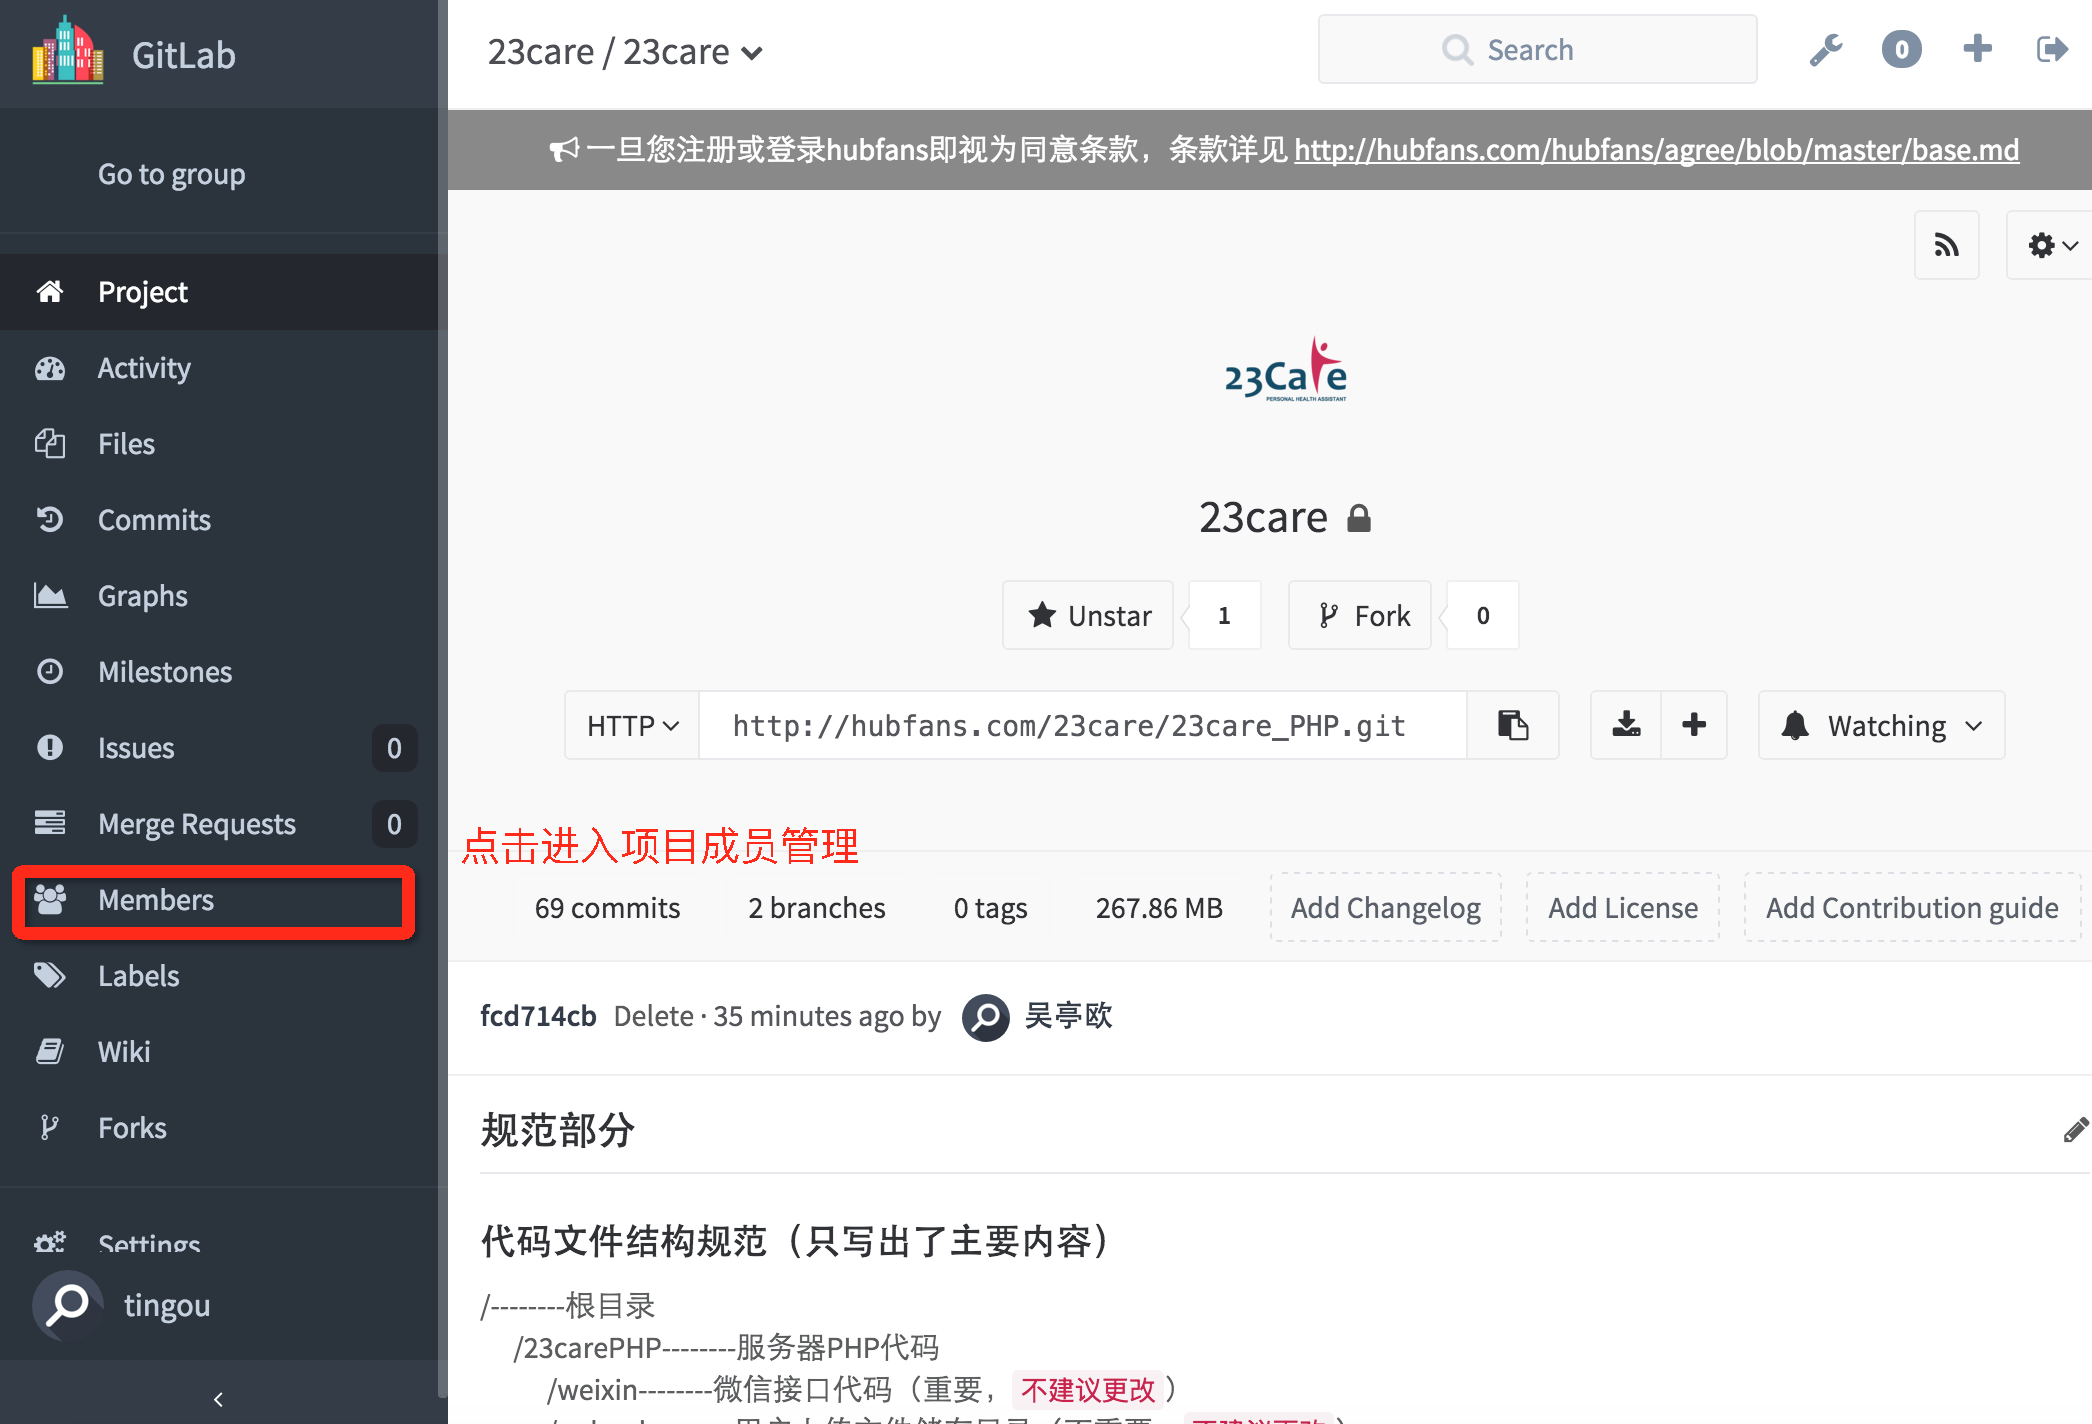 GitLab
23care / 23care
Search
0
Go to group
一旦您注册或登录hubfans即视为同意条款，条款详见 http://hubfans.com/hubfans/agree/blob/master/base.md
Project
Activity
Files
Commits
Graphs
Milestones
Issues 0
Merge Requests 0
Members
Labels
Wiki
Forks
Settings
tingou
23Care
PERSONAL HEALTH ASSISTANT
23care
Unstar 1 Fork 0
HTTP http://hubfans.com/23care/23care_PHP.git Watching
点击进入项目成员管理
69 commits 2 branches 0 tags 267.86 MB Add Changelog Add License Add Contribution guide
fcd714cb Delete · 35 minutes ago by 吴亭欧
规范部分
代码文件结构规范（只写出了主要内容）
/--------根目录
/23carePHP--------服务器PHP代码
/weixin--------微信接口代码（重要，不建议更改）